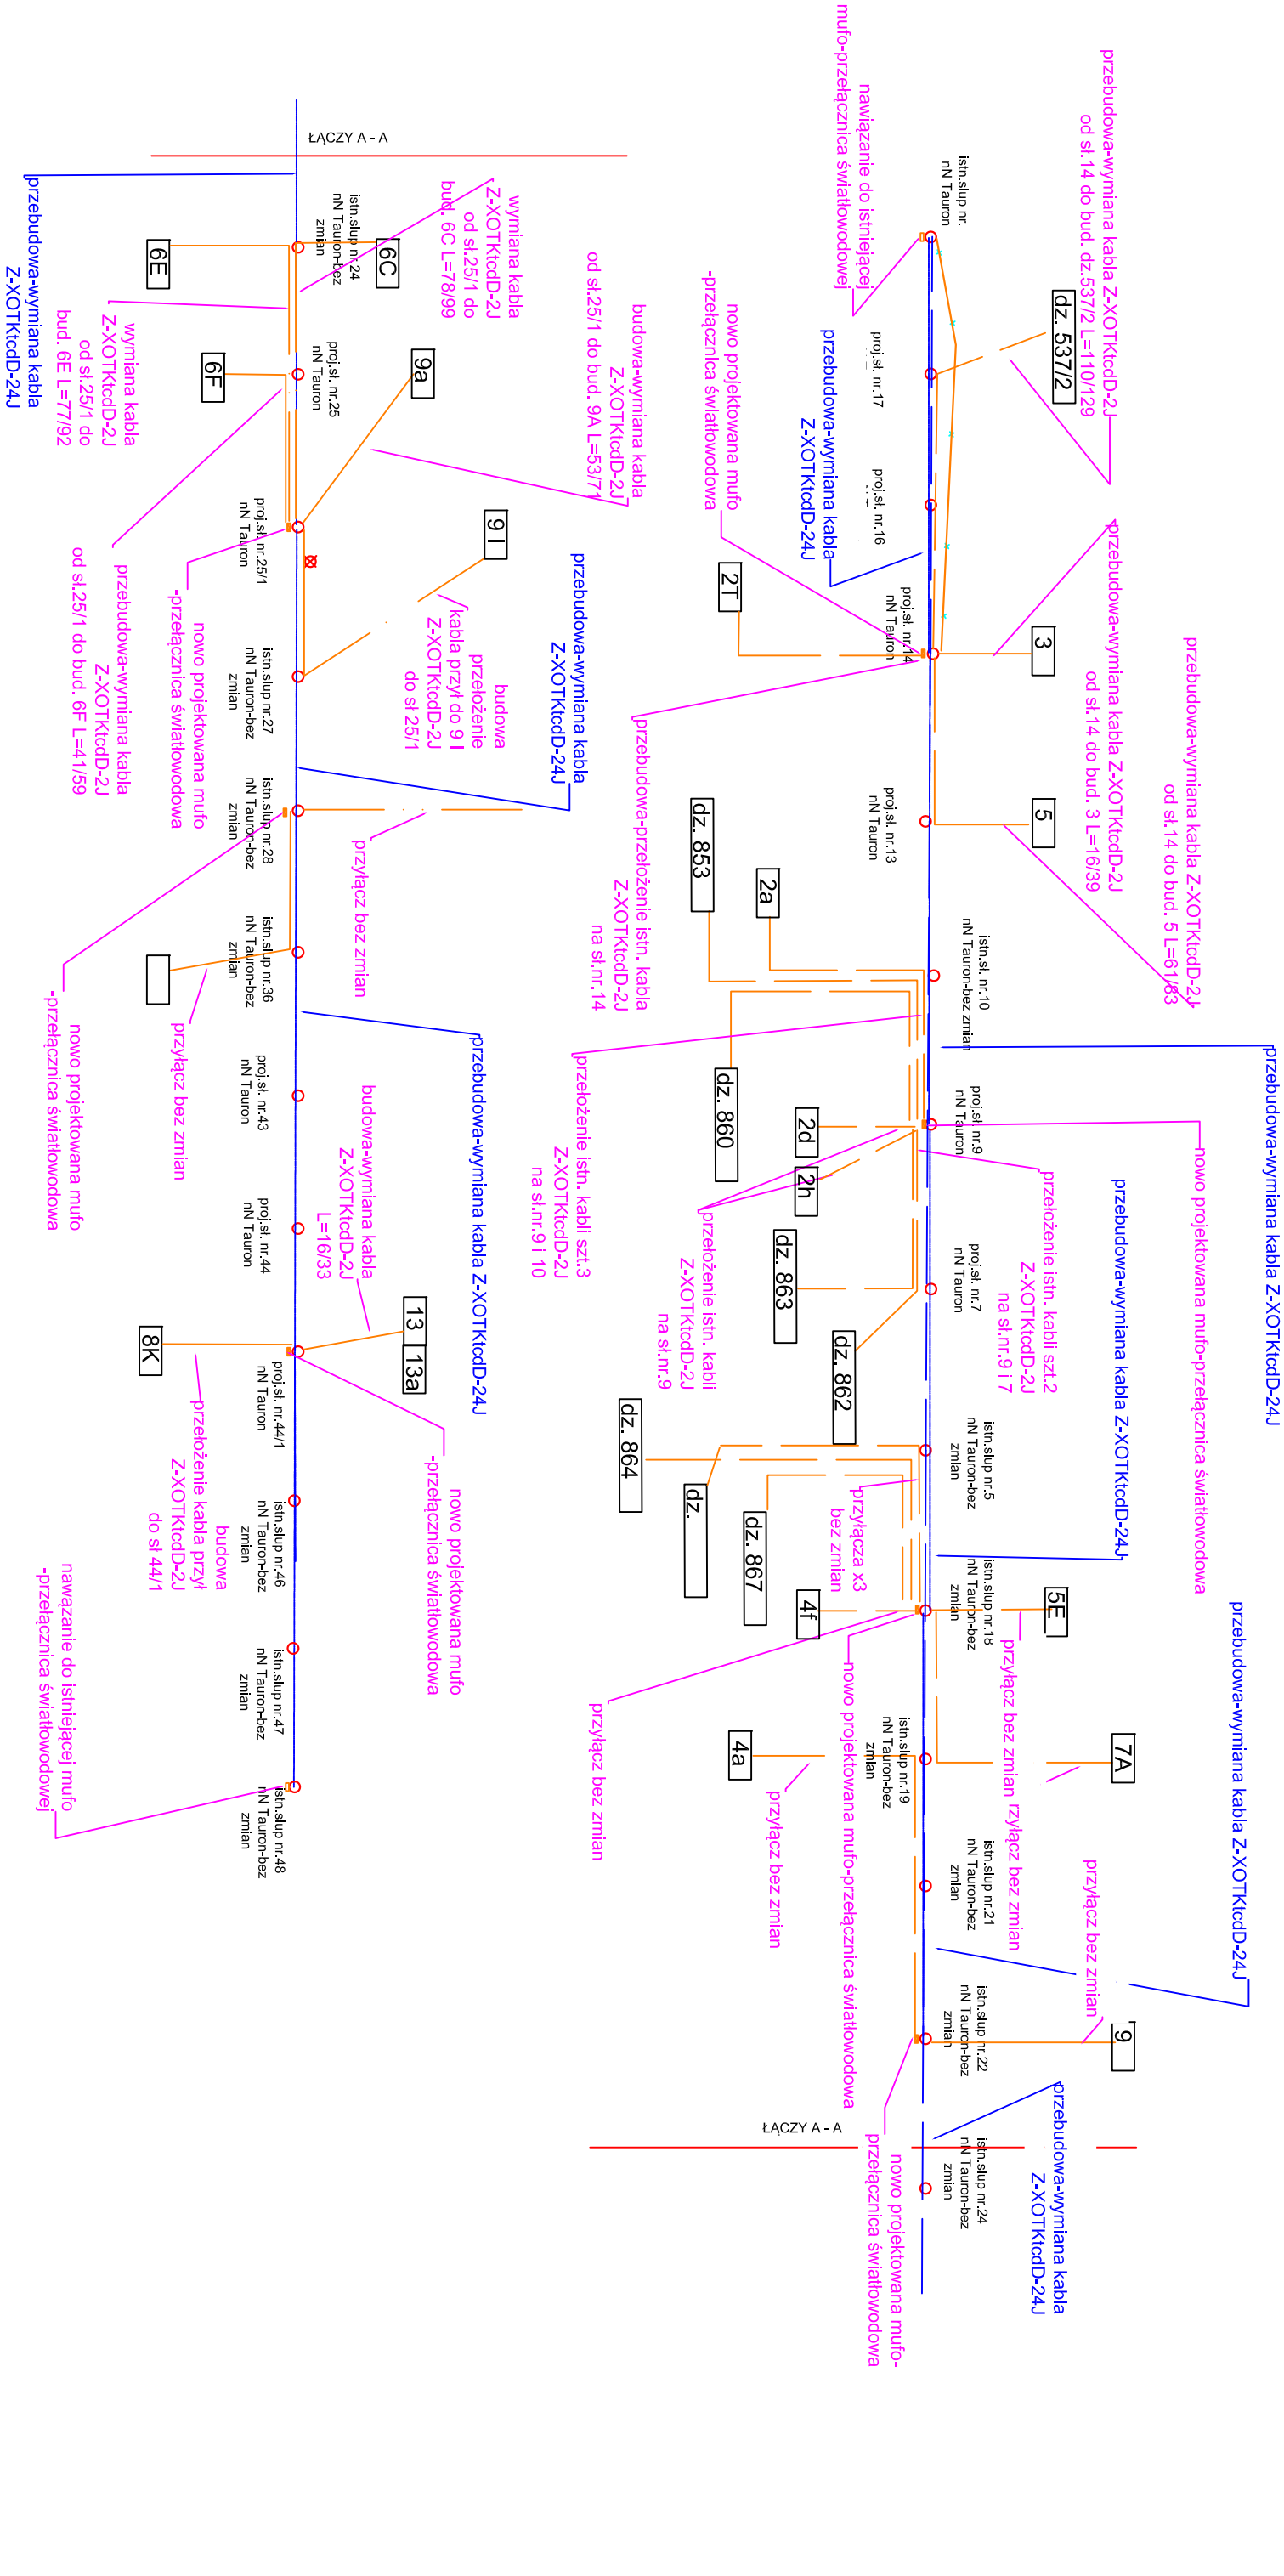 przebudowa-wymiana kabla Z-XOTKtcdD-24J
przebudowa-wymiana kabla Z-XOTKtcdD-24J
nowo projektowana mufo-przełącznica światłowodowa
przebudowa-wymiana kabla Z-XOTKtcdD-2J
od sł.14 do bud. 5 L=61/83
przebudowa-wymiana kabla Z-XOTKtcdD-24J
przebudowa-wymiana kabla Z-XOTKtcdD-2J
od sł.14 do bud. dz.537/2 L=110/129
przebudowa-wymiana kabla Z-XOTKtcdD-2J
od sł.14 do bud. 3 L=16/39
dz. 537/2
3
5
przełożenie istn. kabli szt.2
Z-XOTKtcdD-2J
na sł.nr.9 i 7
5E
przyłącz bez zmian
7A
rzyłącz bez zmian
przyłącz bez zmian
9
przebudowa-wymiana kabla
Z-XOTKtcdD-24J
istn.słup nr.
nN Tauron
proj.sł. nr.17
proj.sł. nr.16
proj.sł. nr.14
nN Tauron
proj.sł. nr.13
nN Tauron
istn.sł. nr.10
nN Tauron-bez zmian
proj.sł. nr.9
nN Tauron
proj.sł. nr.7
nN Tauron
istn.słup nr.5
nN Tauron-bez
zmian
istn.słup nr.18
nN Tauron-bez
zmian
istn.słup nr.19
nN Tauron-bez
zmian
istn.słup nr.21
nN Tauron-bez
zmian
istn.słup nr.22
nN Tauron-bez
zmian
istn.słup nr.24
nN Tauron-bez
zmian
ŁĄCZY A - A
nawiązanie do istniejącej
mufo-przełącznica światłowodowej
przebudowa-wymiana kabla
Z-XOTKtcdD-24J
nowo projektowana mufo
-przełącznica światłowodowa
2T
przebudowa-przełożenie istn. kabla
Z-XOTKtcdD-2J
na sł.nr.14
2a
dz. 853
dz. 860
przełożenie istn. kabli szt.3
Z-XOTKtcdD-2J
na sł.nr.9 i 10
2d
2h
przełożenie istn. kabli
Z-XOTKtcdD-2J
na sł.nr.9
dz. 863
dz. 862
dz. 864
dz.
dz. 867
przyłącza x3
bez zmian
4f
przyłącz bez zmian
nowo projektowana mufo-przełącznica światłowodowa
4a
przyłącz bez zmian
nowo projektowana mufo-
przełącznica światłowodowa
ŁĄCZY A - A
przebudowa-wymiana kabla
Z-XOTKtcdD-24J
istn.słup nr.24
nN Tauron-bez
zmian
6C
6E
wymiana kabla
Z-XOTKtcdD-2J
od sł.25/1 do
bud. 6C L=78/99
wymiana kabla
Z-XOTKtcdD-2J
od sł.25/1 do
bud. 6E L=77/92
proj.sł. nr.25
nN Tauron
9a
6F
budowa-wymiana kabla
Z-XOTKtcdD-2J
od sł.25/1 do bud. 9A L=53/71
proj.sł. nr.25/1
nN Tauron
przebudowa-wymiana kabla
Z-XOTKtcdD-2J
od sł.25/1 do bud. 6F L=41/59
nowo projektowana mufo
-przełącznica światłowodowa
9 I
budowa
przełożenie
kabla przył do 9 I
Z-XOTKtcdD-2J
do sł 25/1
przebudowa-wymiana kabla
Z-XOTKtcdD-24J
istn.słup nr.27
nN Tauron-bez
zmian
istn.słup nr.28
nN Tauron-bez
zmian
przyłącz bez zmian
nowo projektowana mufo
-przełącznica światłowodowa
istn.słup nr.36
nN Tauron-bez
zmian
przyłącz bez zmian
przebudowa-wymiana kabla Z-XOTKtcdD-24J
proj.sł. nr.43
nN Tauron
proj.sł. nr.44
nN Tauron
budowa-wymiana kabla
Z-XOTKtcdD-2J
L=16/33
13
13a
8K
proj.sł. nr.44/1
nN Tauron
budowa
przełożenie kabla przył
Z-XOTKtcdD-2J
do sł 44/1
nowo projektowana mufo
-przełącznica światłowodowa
istn.słup nr.46
nN Tauron-bez
zmian
istn.słup nr.47
nN Tauron-bez
zmian
istn.słup nr.48
nN Tauron-bez
zmian
nawązanie do istniejącej mufo
-przełącznica światłowodowej